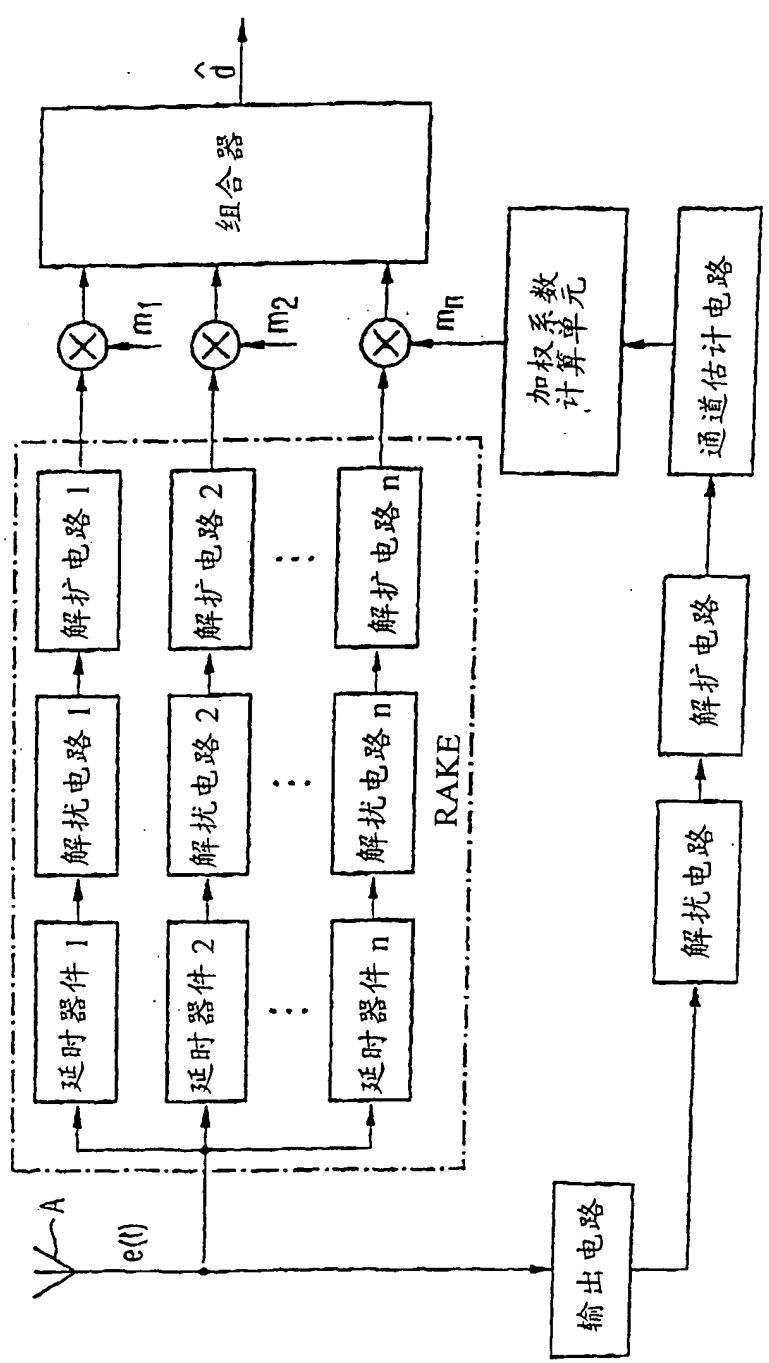 A
e(t)
延时器件1
解扰电路1
解扩电路1
m1
延时器件2
解扰电路2
解扩电路2
m2
...
...
...
延时器件n
解扰电路n
解扩电路n
mn
RAKE
组合器
d̂
加权系数
计算单元
输出电路
解扰电路
解扩电路
通道估计电路